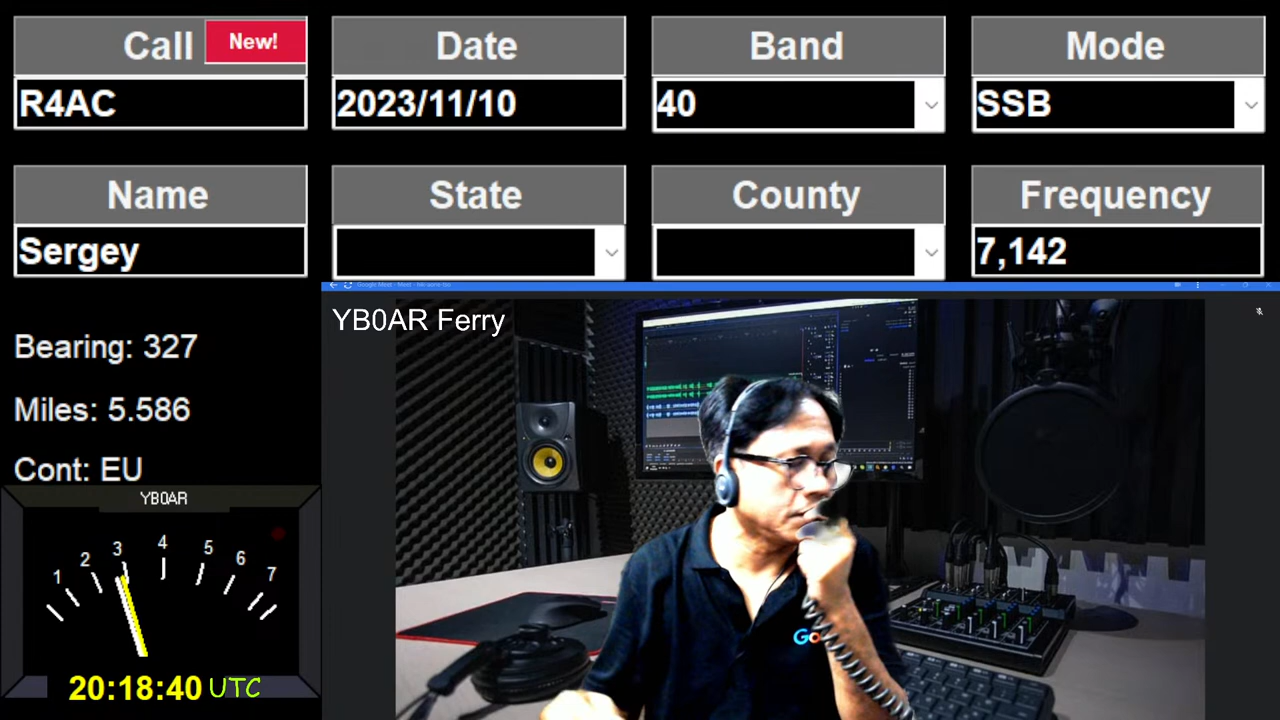 Call New! Date Band Mode
R4AC 2023/11/10 40 SSB
Name State County Frequency
Sergey 7,142
YB0AR Ferry
Bearing: 327
Miles: 5.586
Cont: EU
YB0AR
1 2 3 4 5 6 7
20:18:40 UTC
Go